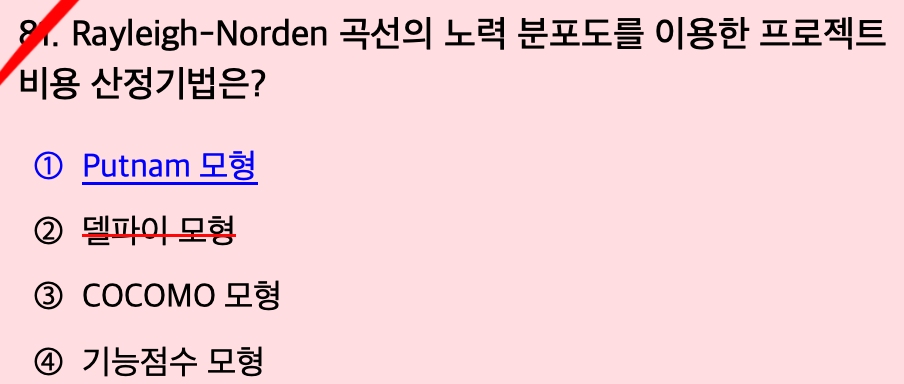 81. Rayleigh-Norden 곡선의 노력 분포도를 이용한 프로젝트
비용 산정기법은?
① Putnam 모형
② 델파이 모형
③ COCOMO 모형
④ 기능점수 모형